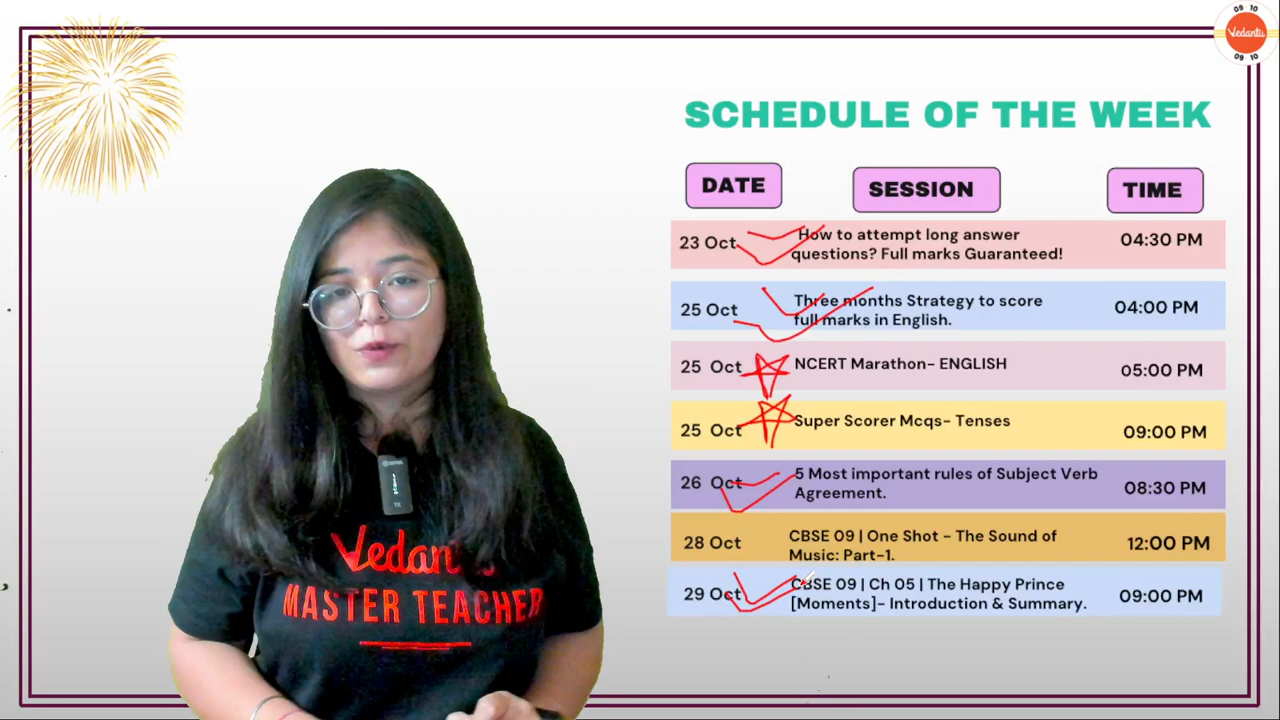 09 10
Vedantu
09 10
SCHEDULE OF THE WEEK
DATE SESSION TIME
23 Oct How to attempt long answer questions? Full marks Guaranteed! 04:30 PM
25 Oct Three months Strategy to score full marks in English. 04:00 PM
25 Oct NCERT Marathon- ENGLISH 05:00 PM
25 Oct Super Scorer Mcqs- Tenses 09:00 PM
26 Oct 5 Most important rules of Subject Verb Agreement. 08:30 PM
28 Oct CBSE 09 | One Shot - The Sound of Music: Part-1. 12:00 PM
29 Oct CBSE 09 | Ch 05 | The Happy Prince [Moments]- Introduction & Summary. 09:00 PM
MASTER TEACHER